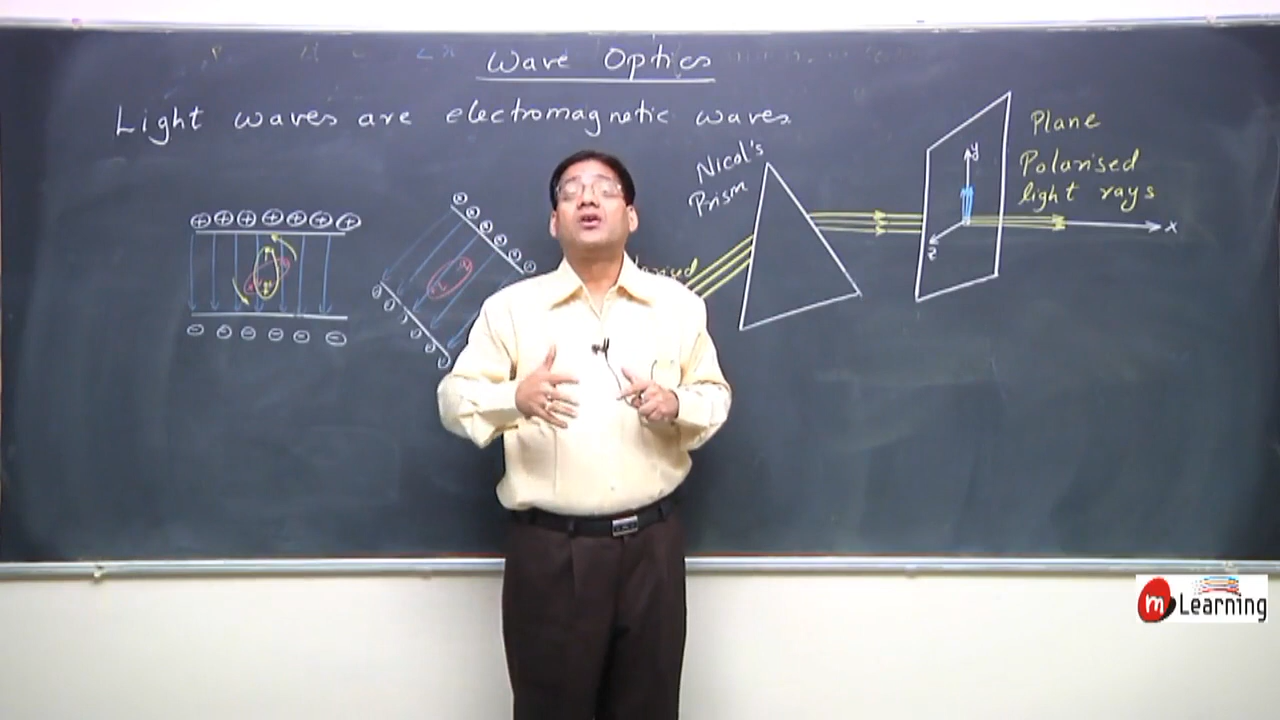 Wave Optics
Light waves are electromagnetic waves.
Nicol's
Prism
Plane
Polarised
light rays
y
x
z
m Learning